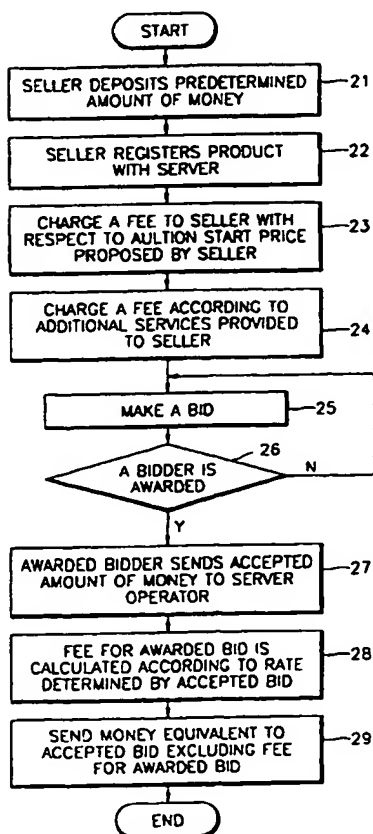 START
SELLER DEPOSITS PREDETERMINED
AMOUNT OF MONEY
21
SELLER REGISTERS PRODUCT
WITH SERVER
22
CHARGE A FEE TO SELLER WITH
RESPECT TO AULTION START PRICE
PROPOSED BY SELLER
23
CHARGE A FEE ACCORDING TO
ADDITIONAL SERVICES PROVIDED
TO SELLER
24
MAKE A BID
25
26
A BIDDER IS
AWARDED
N
Y
AWARDED BIDDER SENDS ACCEPTED
AMOUNT OF MONEY TO SERVER
OPERATOR
27
FEE FOR AWARDED BID IS
CALCULATED ACCORDING TO RATE
DETERMINED BY ACCEPTED BID
28
SEND MONEY EQUIVALENT TO
ACCEPTED BID EXCLUDING FEE
FOR AWARDED BID
29
END